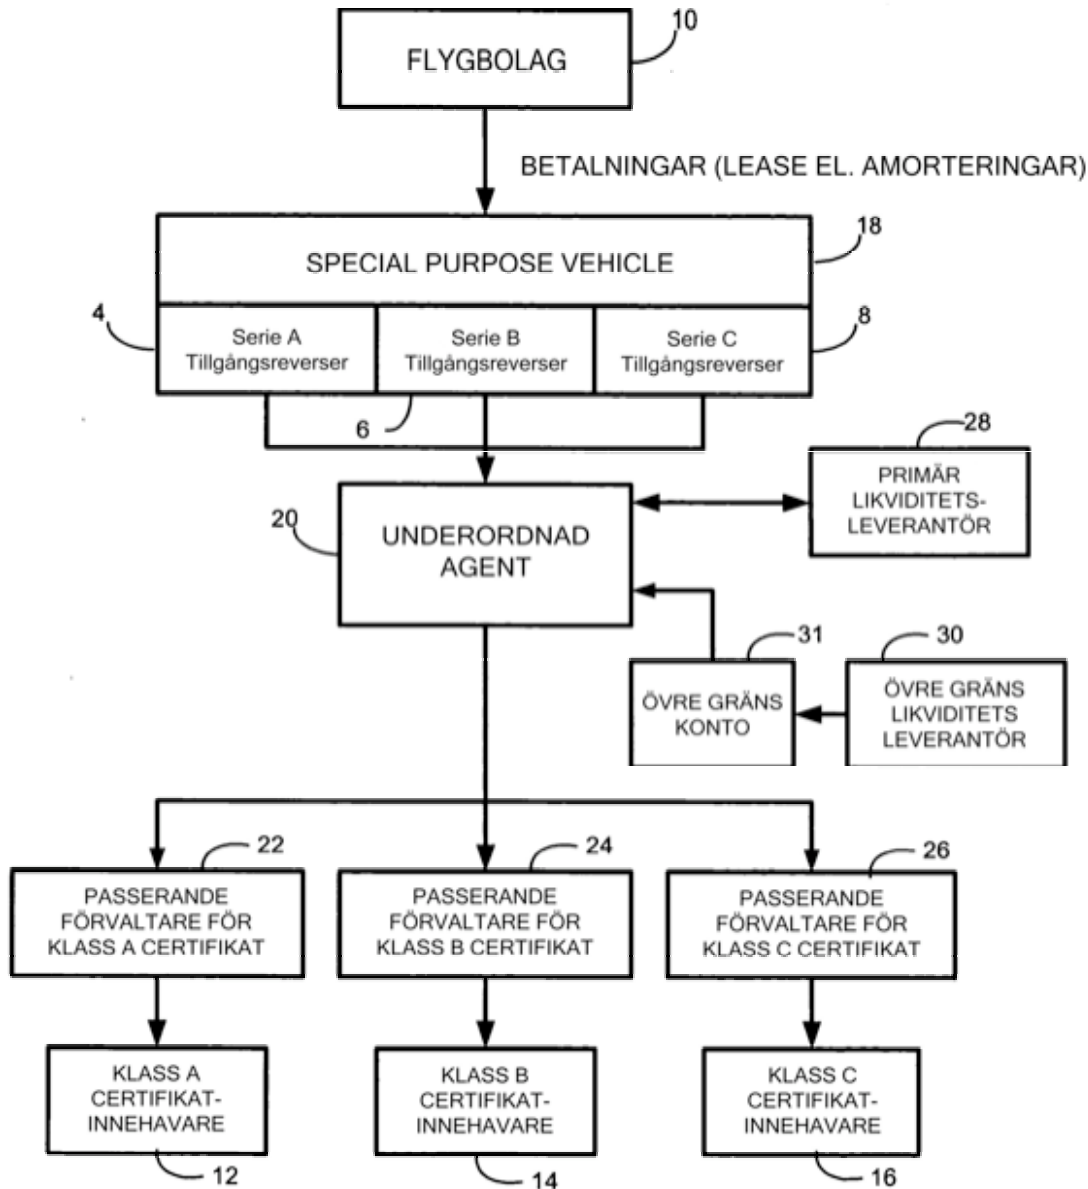 10
FLYGBOLAG
BETALNINGAR (LEASE EL. AMORTERINGAR)
18
SPECIAL PURPOSE VEHICLE
4
8
Serie A
Tillgångsreverser
Serie B
Tillgångsreverser
Serie C
Tillgångsreverser
6
28
PRIMÄR
LIKVIDITETS-
LEVERANTÖR
20
UNDERORDNAD
AGENT
31
30
ÖVRE GRÄNS
KONTO
ÖVRE GRÄNS
LIKVIDITETS
LEVERANTÖR
22
24
26
PASSERANDE
FÖRVALTARE FÖR
KLASS A CERTIFIKAT
PASSERANDE
FÖRVALTARE FÖR
KLASS B CERTIFIKAT
PASSERANDE
FÖRVALTARE FÖR
KLASS C CERTIFIKAT
KLASS A
CERTIFIKAT-
INNEHAVARE
KLASS B
CERTIFIKAT-
INNEHAVARE
KLASS C
CERTIFIKAT-
INNEHAVARE
12
14
16